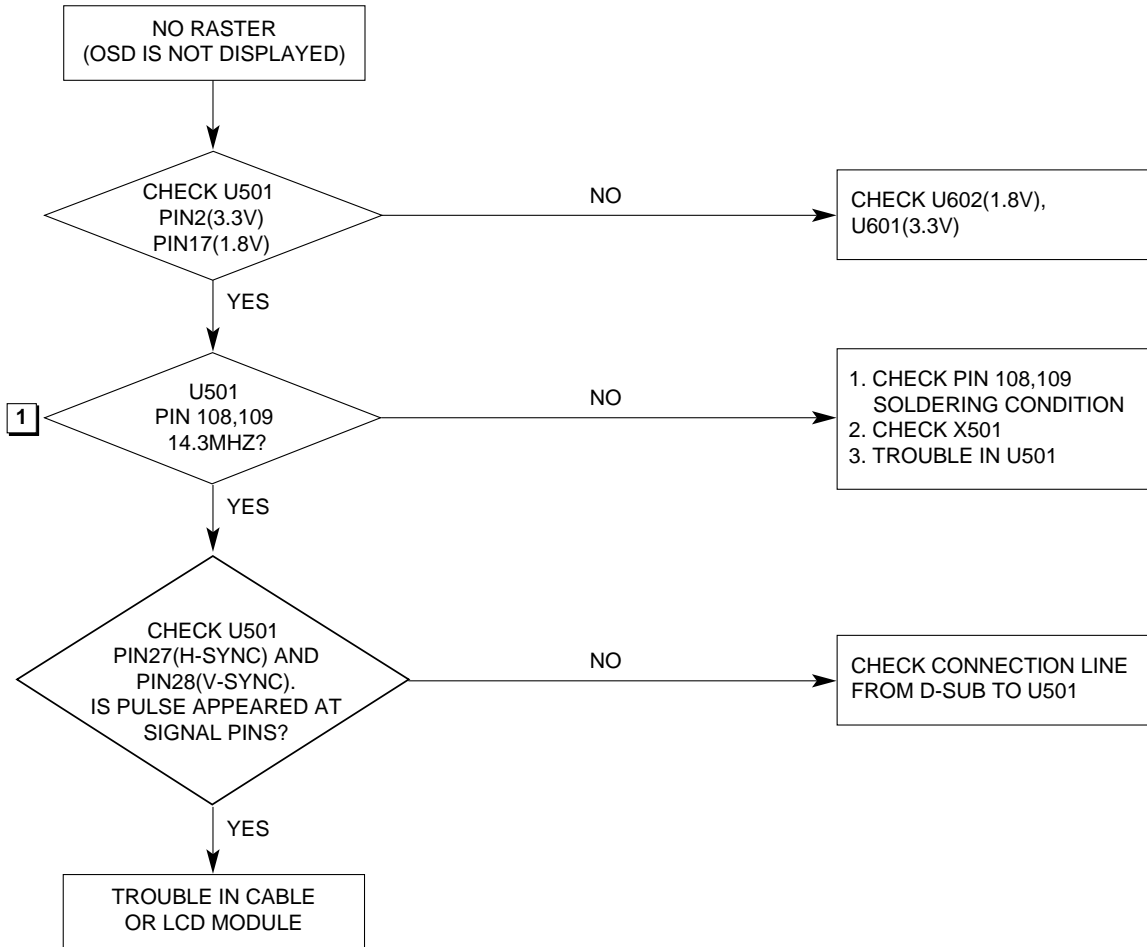 NO RASTER
(OSD IS NOT DISPLAYED)
CHECK U501
PIN2(3.3V)
PIN17(1.8V)
NO
CHECK U602(1.8V),
U601(3.3V)
YES
1
U501
PIN 108,109
14.3MHZ?
NO
1. CHECK PIN 108,109
SOLDERING CONDITION
2. CHECK X501
3. TROUBLE IN U501
YES
CHECK U501
PIN27(H-SYNC) AND
PIN28(V-SYNC).
IS PULSE APPEARED AT
SIGNAL PINS?
NO
CHECK CONNECTION LINE
FROM D-SUB TO U501
YES
TROUBLE IN CABLE
OR LCD MODULE